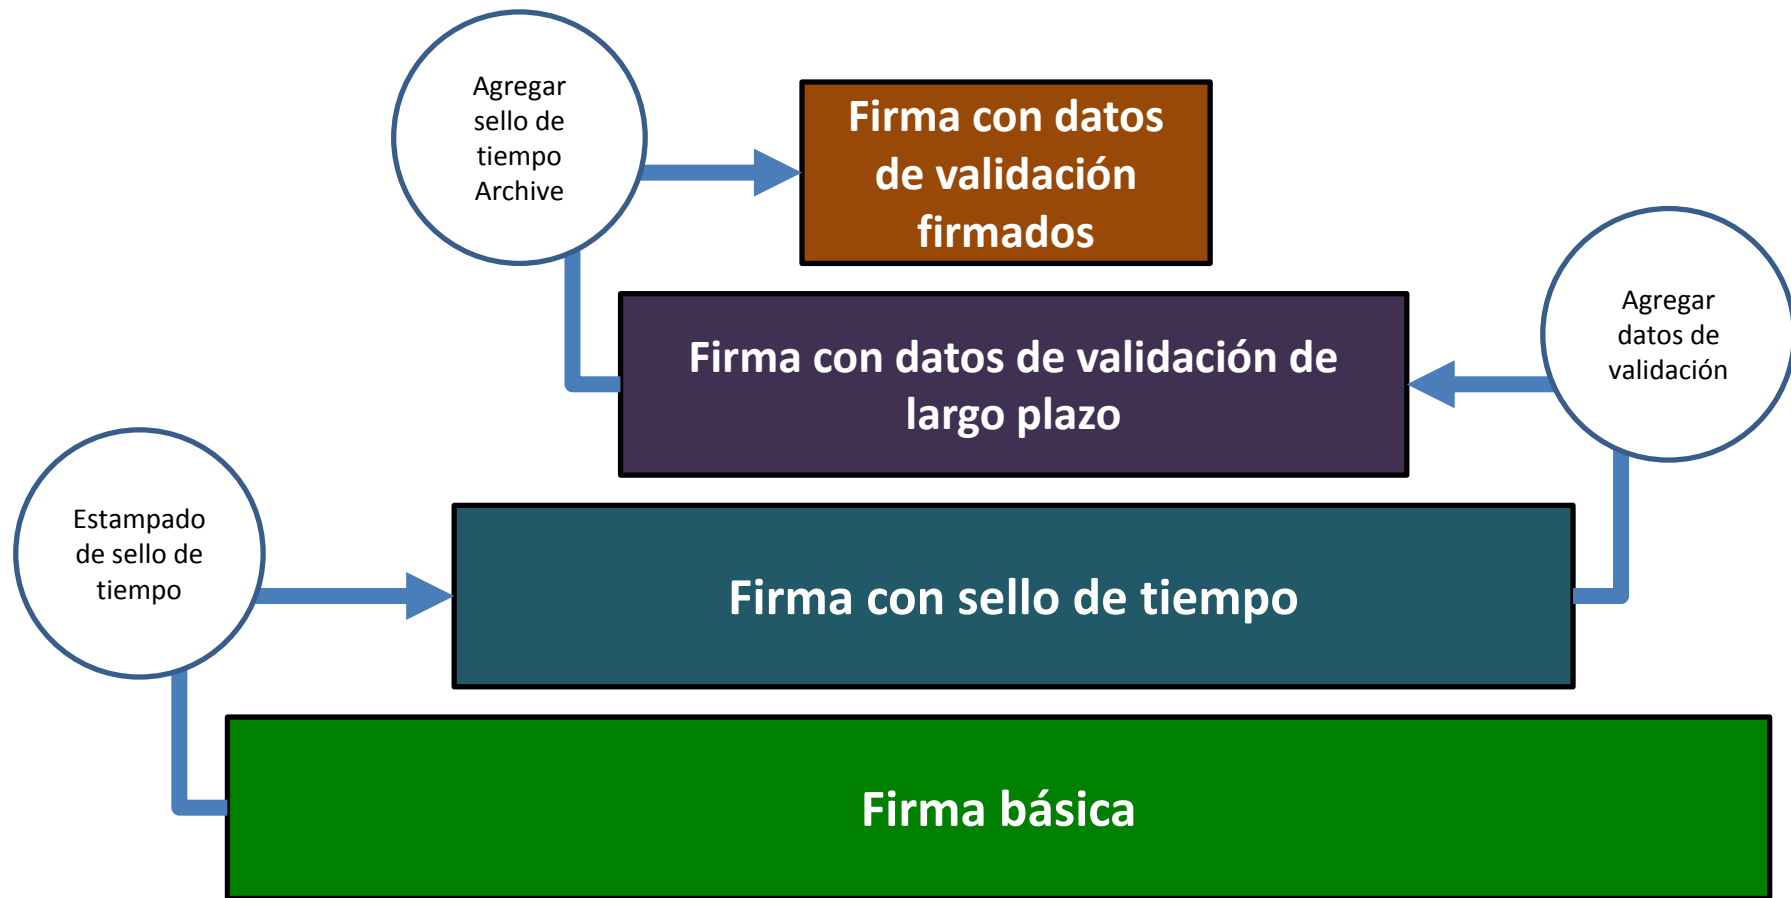 Agregar
sello de
tiempo
Archive
Firma con datos
de validación
firmados
Agregar
datos de
validación
Firma con datos de validación de
largo plazo
Estampado
de sello de
tiempo
Firma con sello de tiempo
Firma básica